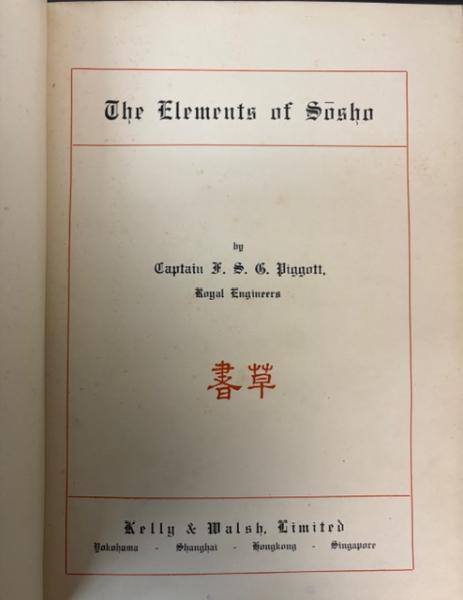 The Elements of Sōsho
by
Captain F. S. G. Piggott,
Royal Engineers
書草
Kelly & Walsh, Limited
Yokohama - Shanghai - Hongkong - Singapore